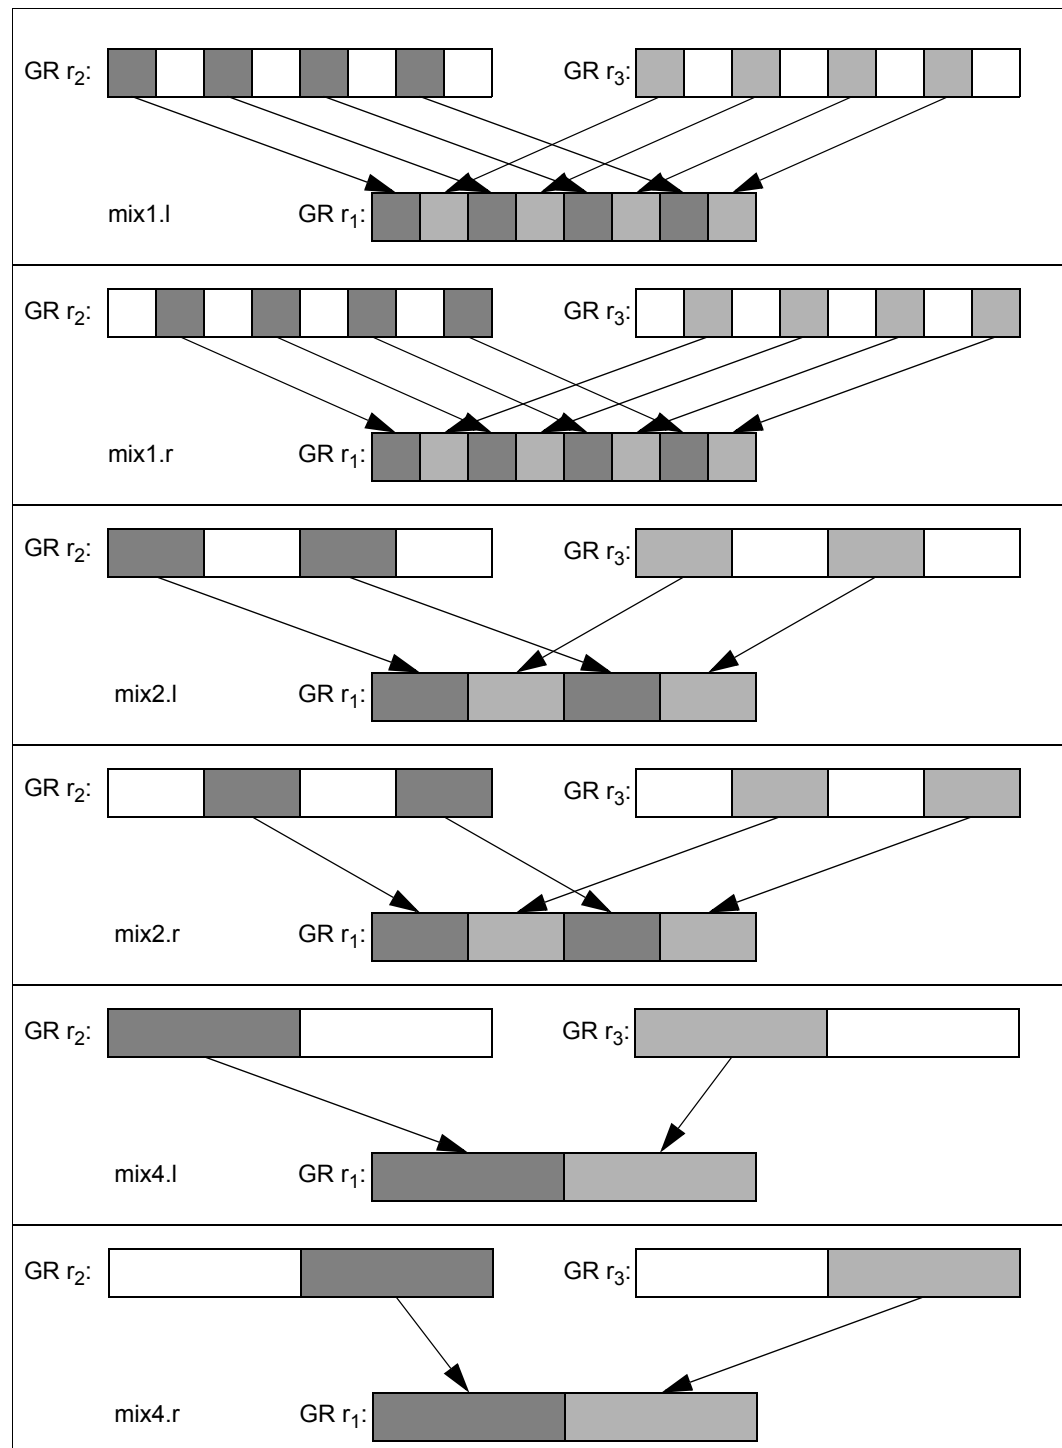 GR r2: GR r3:
mix1.l GR r1:
GR r2: GR r3:
mix1.r GR r1:
GR r2: GR r3:
mix2.l GR r1:
GR r2: GR r3:
mix2.r GR r1:
GR r2: GR r3:
mix4.l GR r1:
GR r2: GR r3:
mix4.r GR r1: